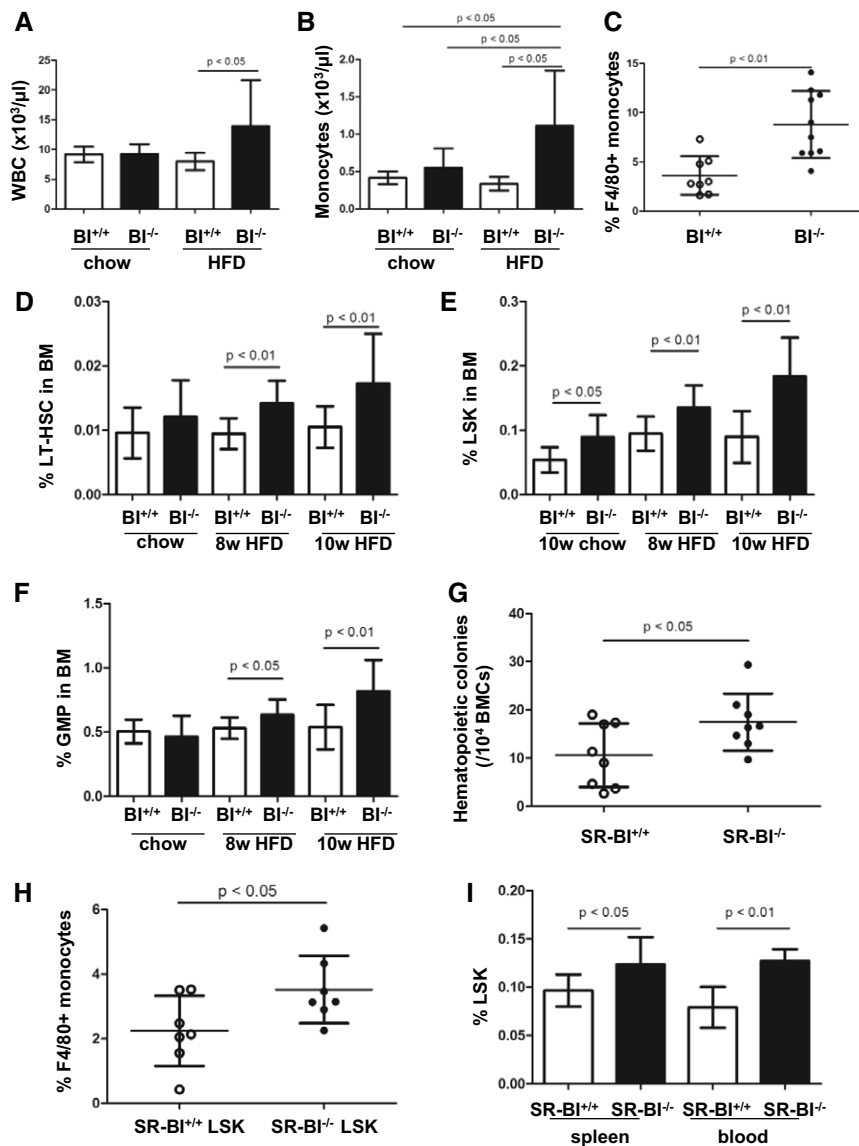 A
WBC (x10³/µl)
25
20
15
10
5
0
p < 0.05
BI+/+ BI-/- BI+/+ BI-/-
chow HFD
B
Monocytes (x10³/µl)
2.0
1.5
1.0
0.5
0.0
p < 0.05
p < 0.05
p < 0.05
BI+/+ BI-/- BI+/+ BI-/-
chow HFD
C
% F4/80+ monocytes
15
10
5
0
p < 0.01
BI+/+ BI-/-
D
% LT-HSC in BM
0.03
0.02
0.01
0.00
p < 0.01
p < 0.01
BI+/+ BI-/- BI+/+ BI-/- BI+/+ BI-/-
chow 8w HFD 10w HFD
E
% LSK in BM
0.3
0.2
0.1
0.0
p < 0.05
p < 0.01
p < 0.01
BI+/+ BI-/- BI+/+ BI-/- BI+/+ BI-/-
10w chow 8w HFD 10w HFD
F
% GMP in BM
1.5
1.0
0.5
0.0
p < 0.05
p < 0.01
BI+/+ BI-/- BI+/+ BI-/- BI+/+ BI-/-
chow 8w HFD 10w HFD
G
Hematopoietic colonies
(/10⁴ BMCs)
40
30
20
10
0
p < 0.05
SR-BI+/+ SR-BI-/-
H
% F4/80+ monocytes
6
4
2
0
p < 0.05
SR-BI+/+ LSK SR-BI-/- LSK
I
% LSK
0.20
0.15
0.10
0.05
0.00
p < 0.05
p < 0.01
SR-BI+/+ SR-BI-/- SR-BI+/+ SR-BI-/-
spleen blood